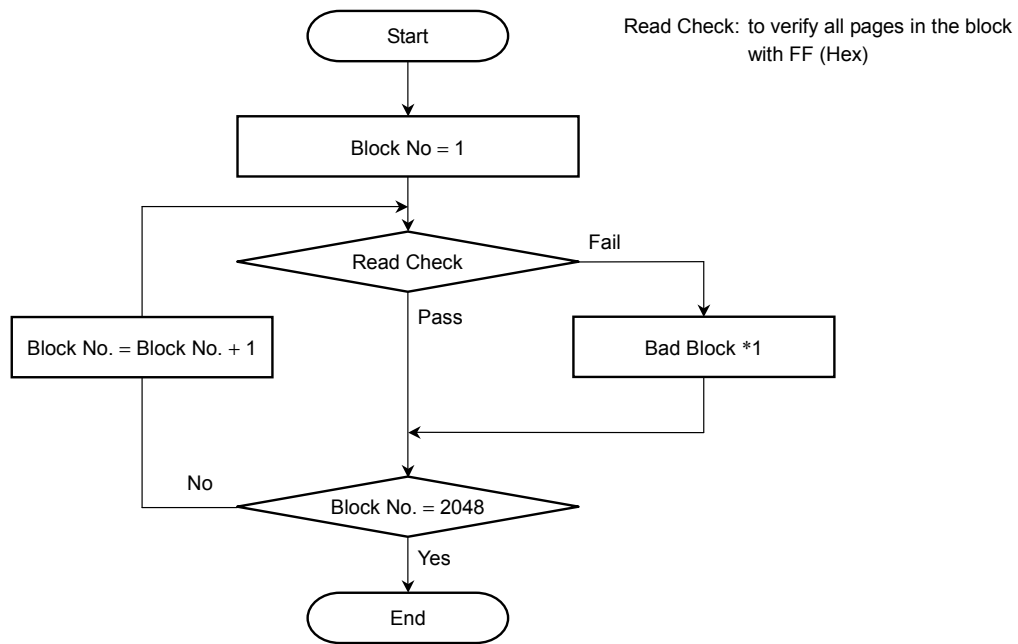 Start
Read Check: to verify all pages in the block
with FF (Hex)
Block No = 1
Read Check
Fail
Pass
Block No. = Block No. + 1
Bad Block *1
No
Block No. = 2048
Yes
End